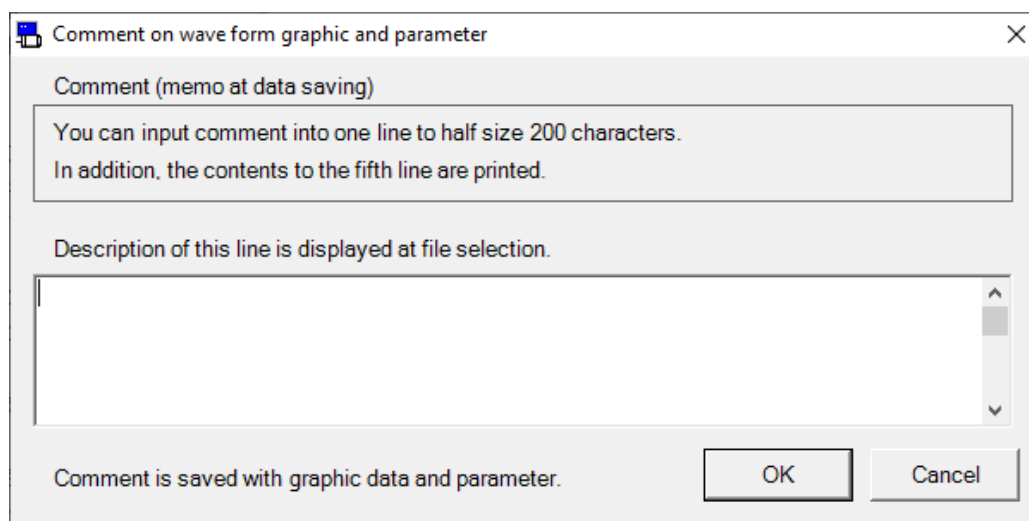 Comment on wave form graphic and parameter
Comment (memo at data saving)
You can input comment into one line to half size 200 characters.
In addition, the contents to the fifth line are printed.
Description of this line is displayed at file selection.
Comment is saved with graphic data and parameter.
OK
Cancel